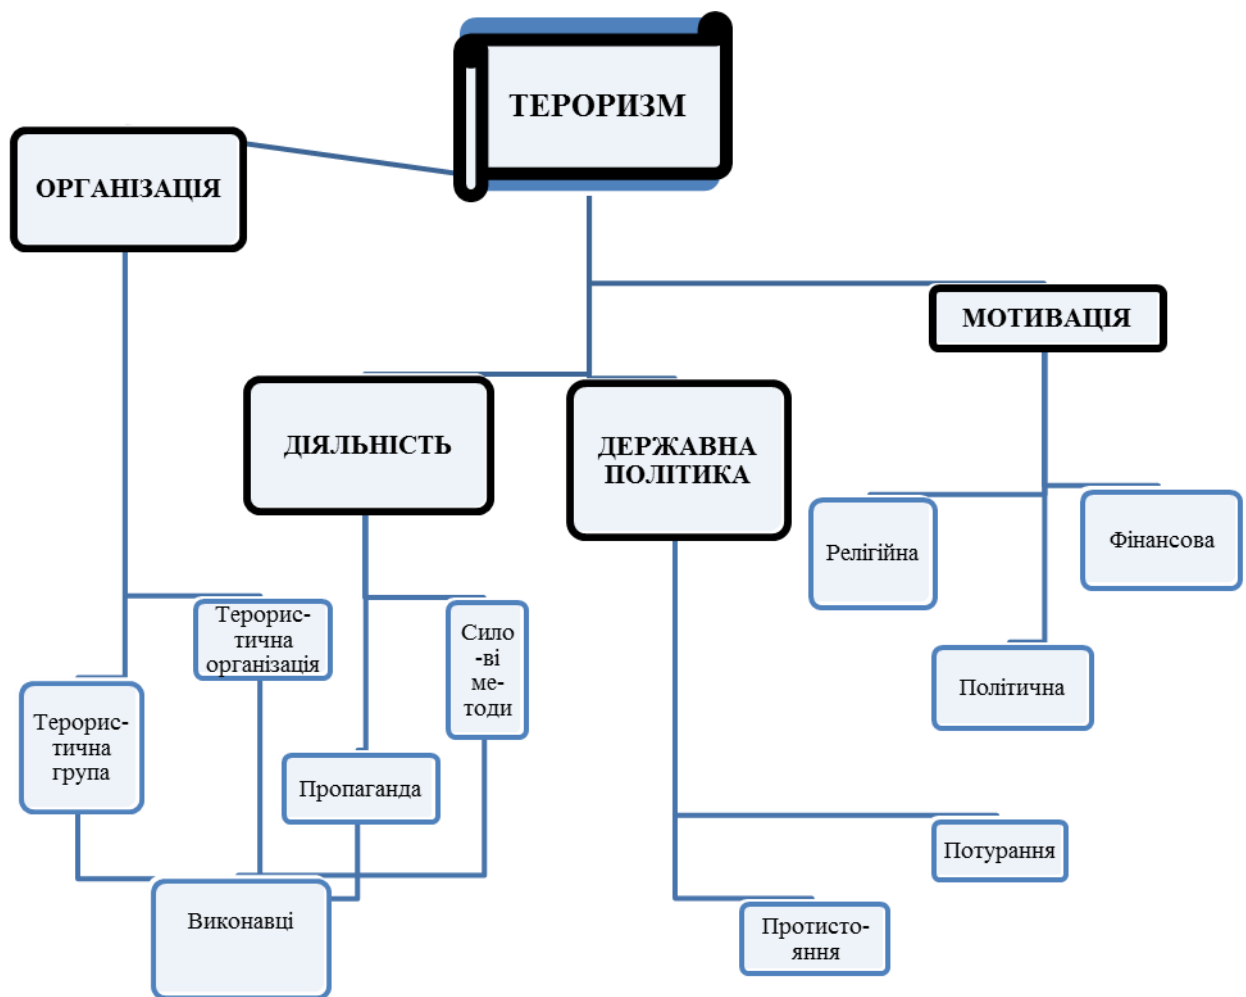 ТЕРОРИЗМ
ОРГАНІЗАЦІЯ
МОТИВАЦІЯ
ДІЯЛЬНІСТЬ
ДЕРЖАВНА
ПОЛІТИКА
Релігійна
Фінансова
Політична
Терорис-
тична
організація
Сило
-ві
ме-
тоди
Терорис-
тична
група
Пропаганда
Потурання
Виконавці
Протисто-
яння